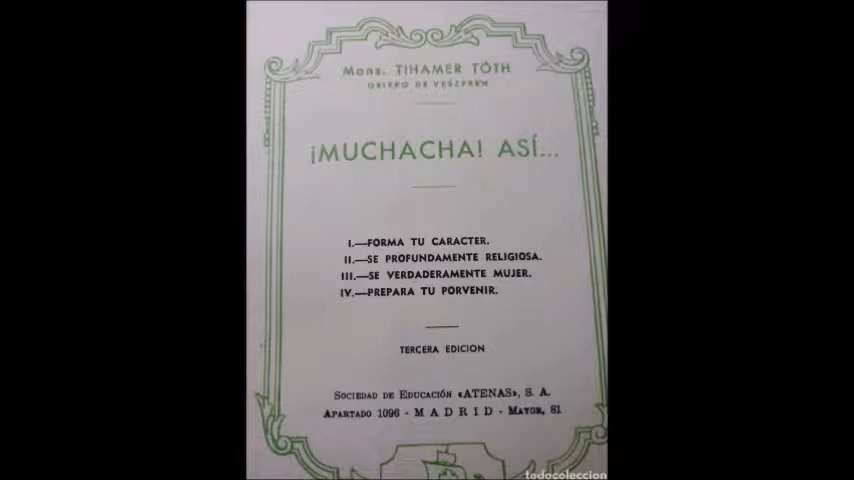 Mons. TIHAMER TÓTH
OBISPO DE VESZPREM
¡MUCHACHA! ASÍ...
I.—FORMA TU CARACTER.
II.—SE PROFUNDAMENTE RELIGIOSA.
III.—SE VERDADERAMENTE MUJER.
IV.—PREPARA TU PORVENIR.
TERCERA EDICION
SOCIEDAD DE EDUCACIÓN «ATENAS», S. A.
APARTADO 1096 - MADRID - MAYOR, 81
todocoleccion